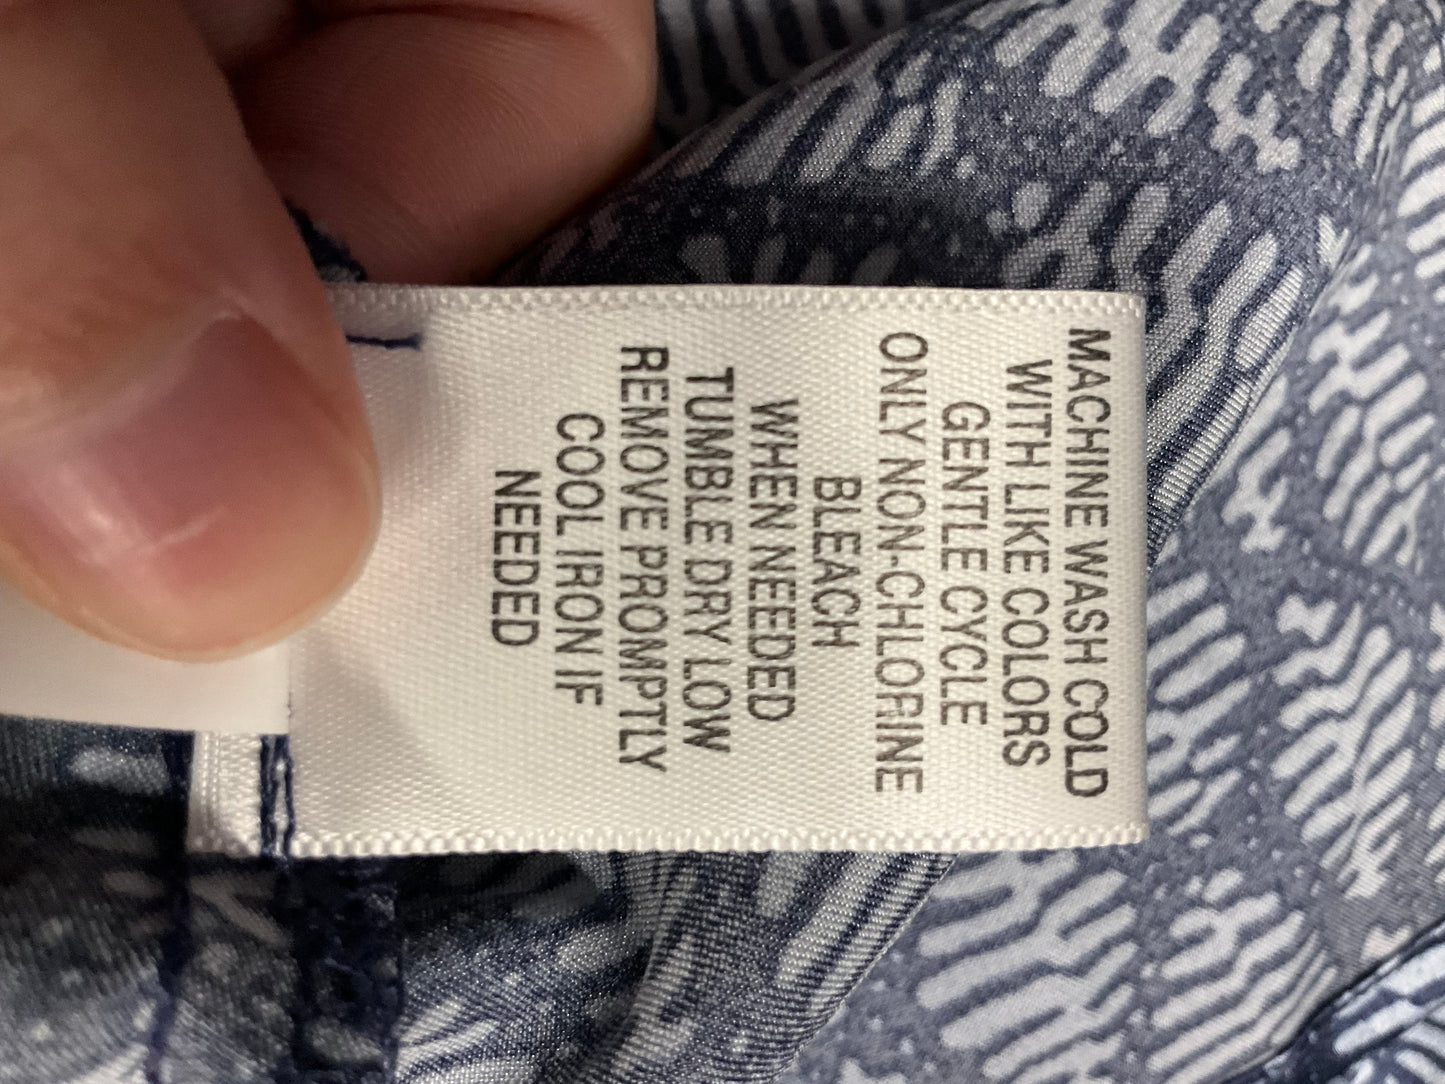 MACHINE WASH COLD
WITH LIKE COLORS
GENTLE CYCLE
ONLY NON-CHLORINE
BLEACH
WHEN NEEDED
TUMBLE DRY LOW
REMOVE PROMPTLY
COOL IRON IF
NEEDED